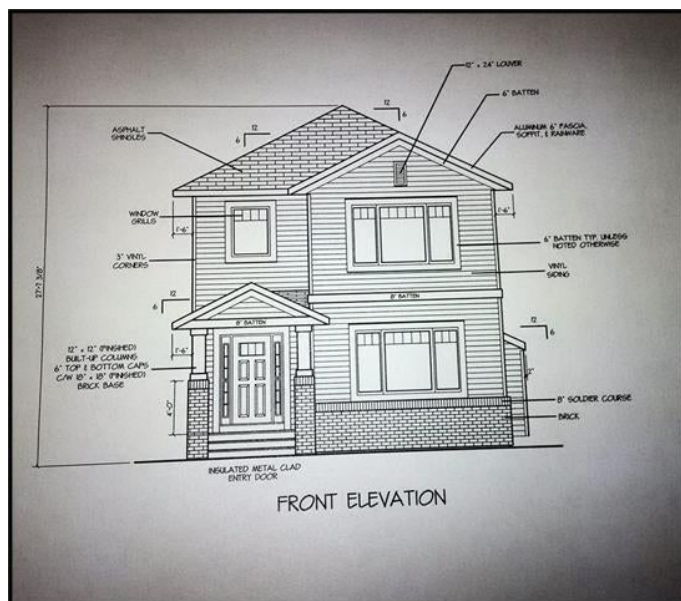 12" x 24" LOUVER
6" BATTEN
ALUMINUM 6" FASCIA,
SOFFIT, & RAINWARE
12
6
12
6
ASPHALT
SHINGLES
WINDOW
GRILLS
1'-6"
1'-6"
3" VINYL
CORNERS
6" BATTEN TYP. UNLESS
NOTED OTHERWISE
VINYL
SIDING
27'-7 3/8"
12
6
8" BATTEN
8" BATTEN
12
6
12" x 12" (FINISHED)
BUILT-UP COLUMNS
6" TOP & BOTTOM CAPS
C/W 18" x 18" (FINISHED)
BRICK BASE
1'-6"
4'-0"
2"
8" SOLDIER COURSE
BRICK
INSULATED METAL CLAD
ENTRY DOOR
FRONT ELEVATION